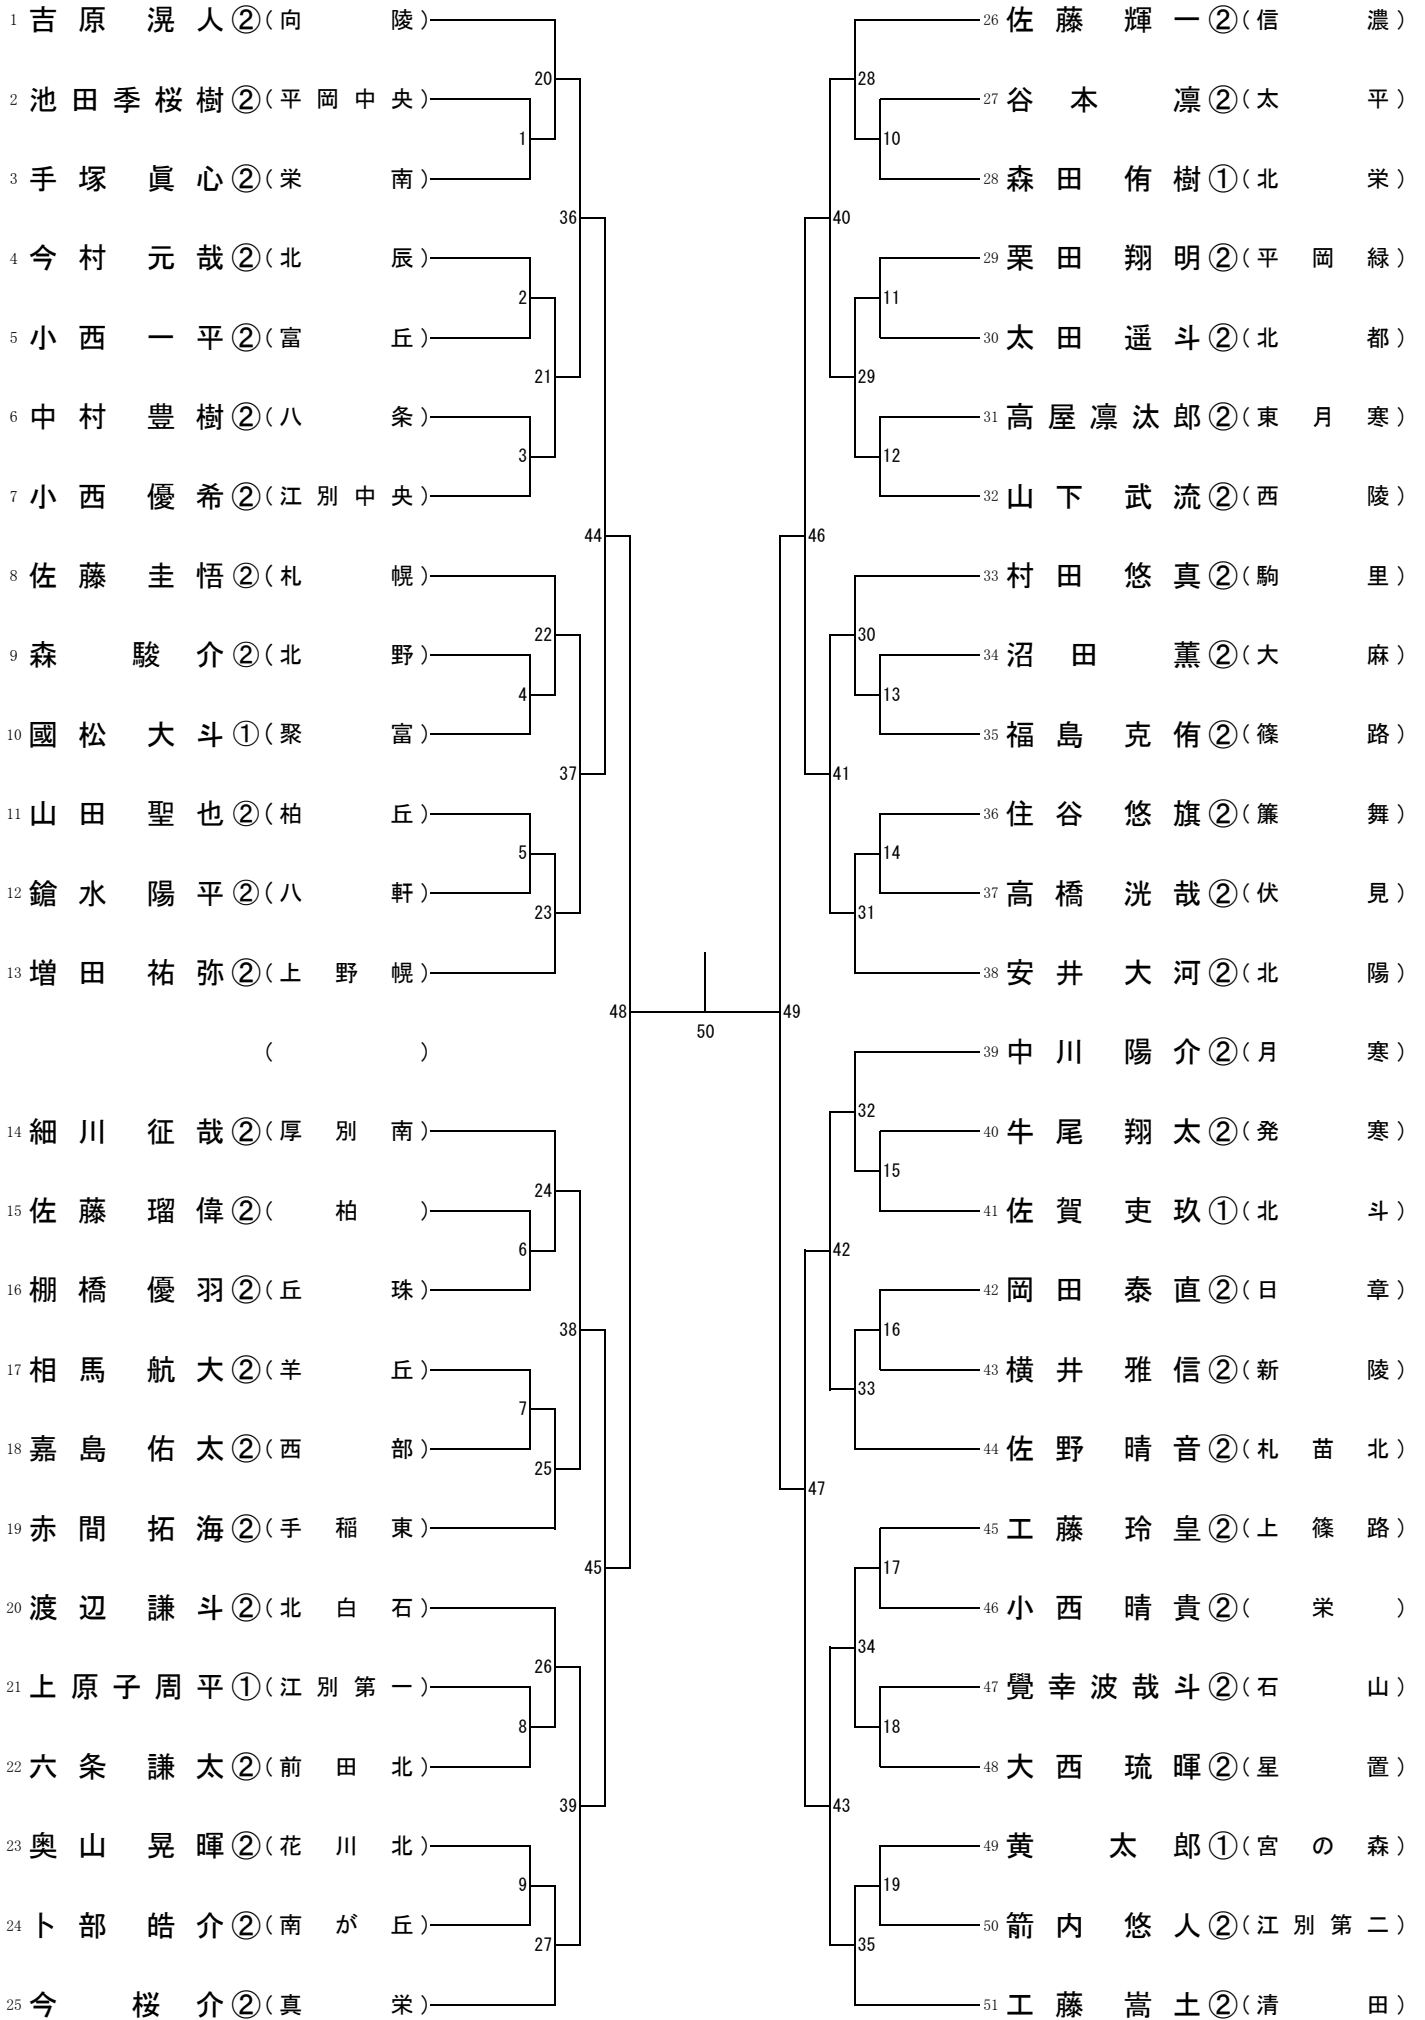 1 吉原 滉人②(向陵)
2 池田季桜樹②(平岡中央)
3 手塚 眞心②(栄南)
4 今村 元哉②(北辰)
5 小西 一平②(富丘)
6 中村 豊樹②(八条)
7 小西 優希②(江別中央)
8 佐藤 圭悟②(札幌)
9 森 駿介②(北野)
10 國松 大斗①(聚富)
11 山田 聖也②(柏丘)
12 鎗水 陽平②(八軒)
13 増田 祐弥②(上野幌)
( )
14 細川 征哉②(厚別南)
15 佐藤 瑠偉②(柏)
16 棚橋 優羽②(丘珠)
17 相馬 航大②(羊丘)
18 嘉島 佑太②(西部)
19 赤間 拓海②(手稲東)
20 渡辺 謙斗②(北白石)
21 上原子周平①(江別第一)
22 六条 謙太②(前田北)
23 奥山 晃暉②(花川北)
24 卜部 皓介②(南が丘)
25 今 桜介②(真栄)
20
1
36
2
21
3
44
22
4
37
5
23
48
24
6
38
7
25
45
26
8
39
9
27
50
28
10
40
11
29
12
46
30
13
41
14
31
49
32
15
42
16
33
47
17
34
18
43
19
35
26 佐藤 輝一②(信濃)
27 谷本 凛②(太平)
28 森田 侑樹①(北栄)
29 栗田 翔明②(平岡緑)
30 太田 遥斗②(北都)
31 高屋凛汰郎②(東月寒)
32 山下 武流②(西陵)
33 村田 悠真②(駒里)
34 沼田 薫②(大麻)
35 福島 克侑②(篠路)
36 住谷 悠旗②(簾舞)
37 高橋 洸哉②(伏見)
38 安井 大河②(北陽)
39 中川 陽介②(月寒)
40 牛尾 翔太②(発寒)
41 佐賀 吏玖①(北斗)
42 岡田 泰直②(日章)
43 横井 雅信②(新陵)
44 佐野 晴音②(札苗北)
45 工藤 玲皇②(上篠路)
46 小西 晴貴②(栄)
47 覺幸波哉斗②(石山)
48 大西 琉暉②(星置)
49 黄 太郎①(宮の森)
50 箭内 悠人②(江別第二)
51 工藤 嵩土②(清田)